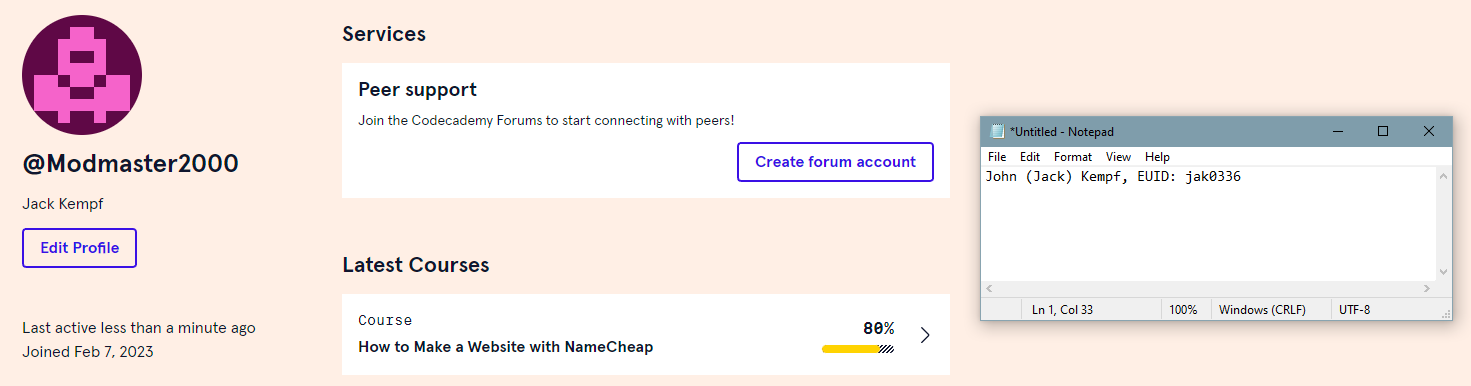 @Modmaster2000
Jack Kempf
Edit Profile
Last active less than a minute ago
Joined Feb 7, 2023
Services
Peer support
Join the Codecademy Forums to start connecting with peers!
Create forum account
Latest Courses
Course
80%
How to Make a Website with NameCheap
*Untitled - Notepad
File Edit Format View Help
John (Jack) Kempf, EUID: jak0336
Ln 1, Col 33 100% Windows (CRLF) UTF-8